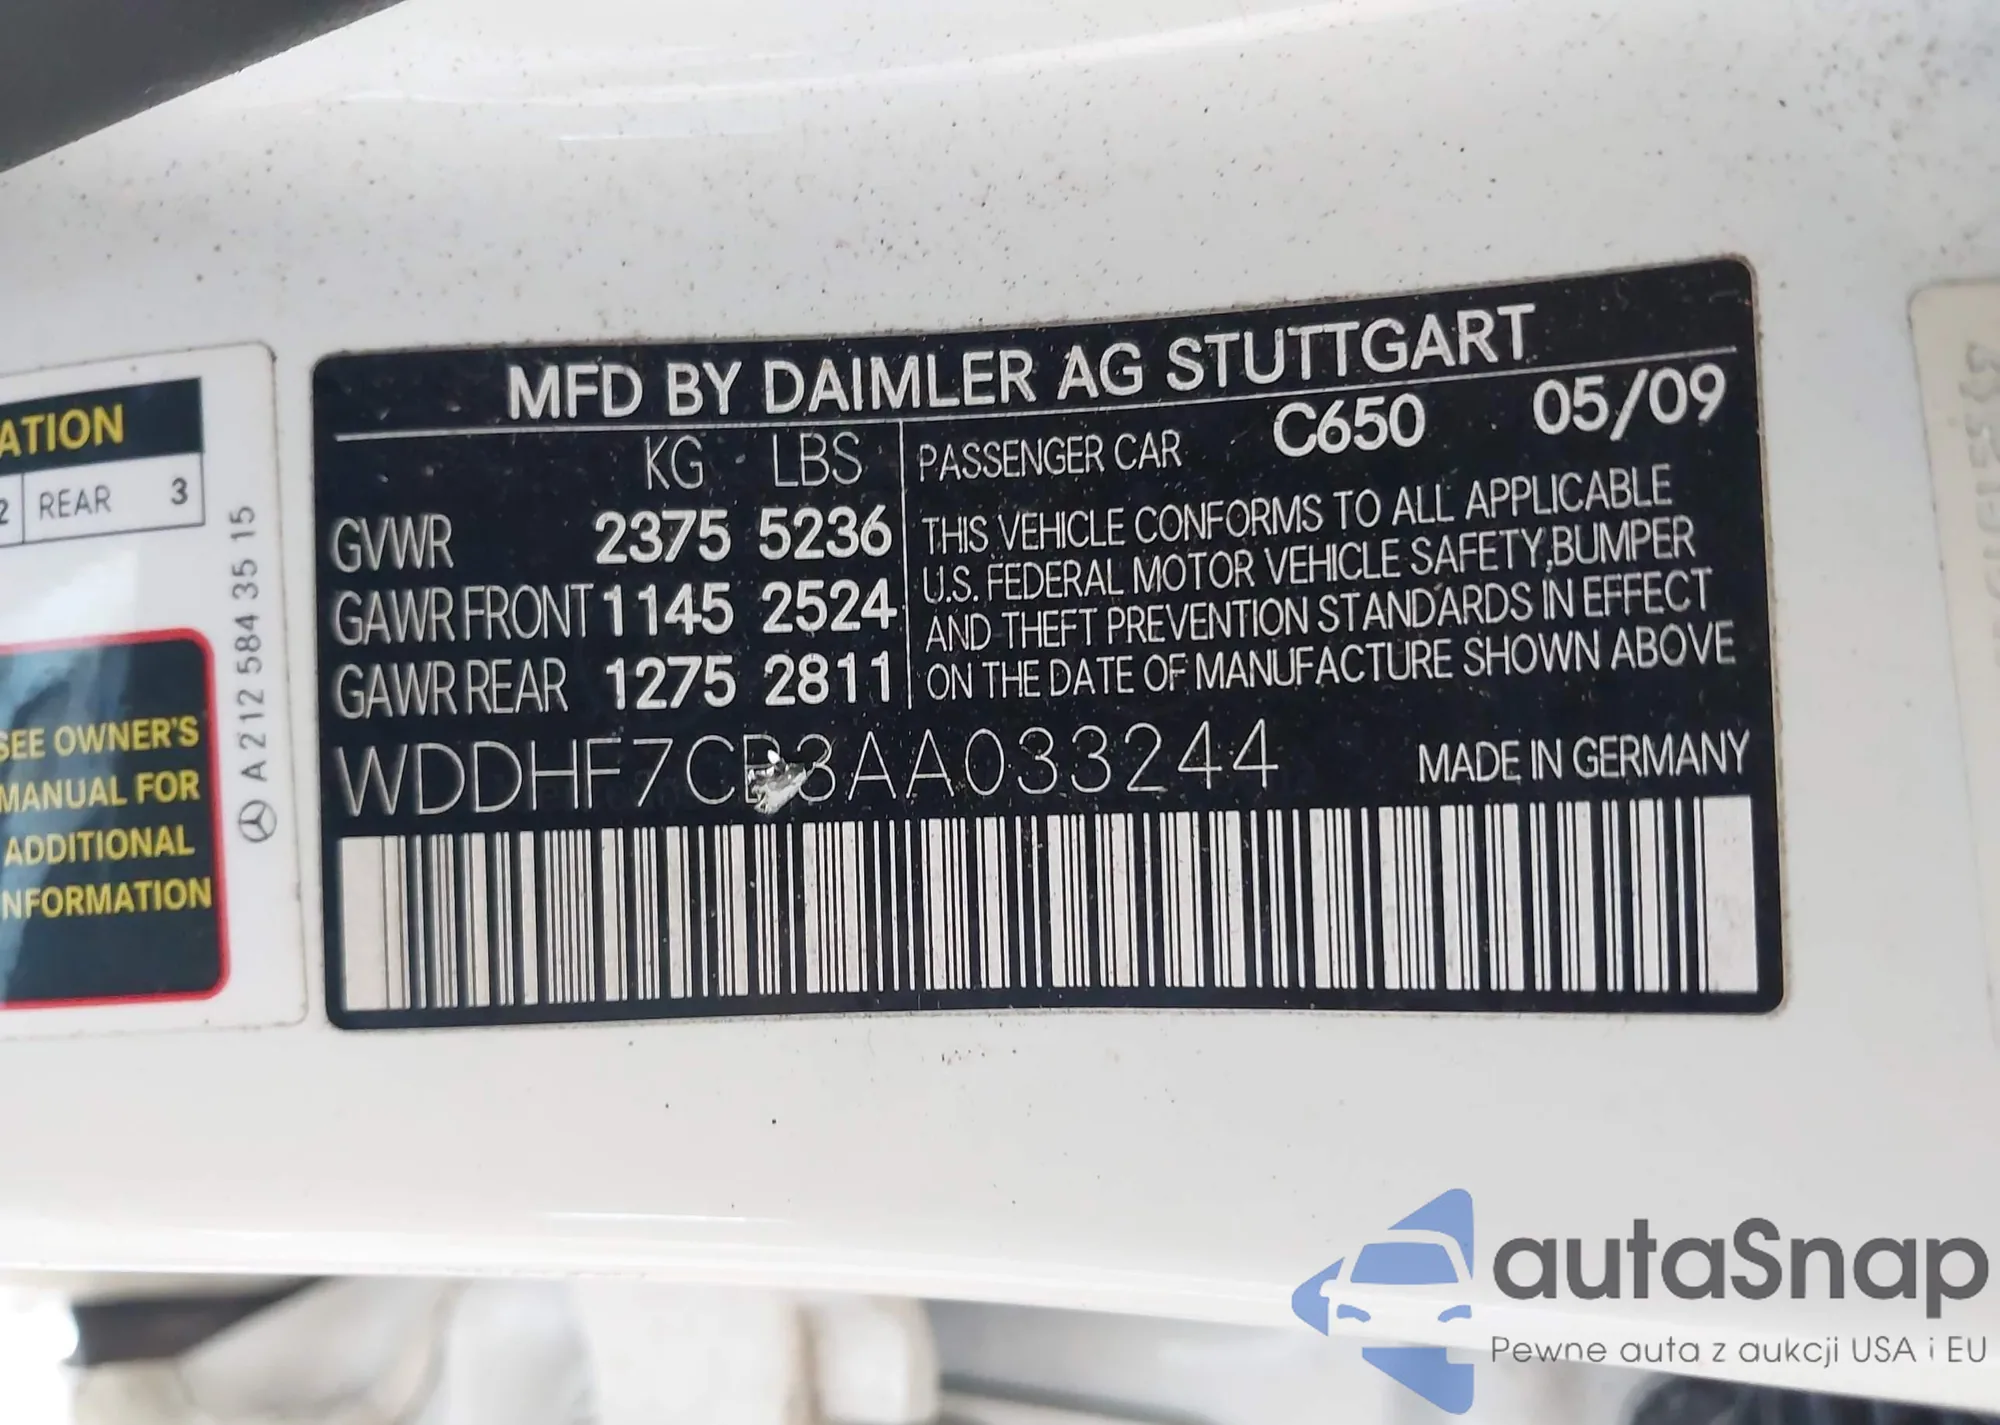 ATION
2 REAR 3
SEE OWNER'S
MANUAL FOR
ADDITIONAL
NFORMATION
A 212 584 35 15
MFD BY DAIMLER AG STUTTGART
KG LBS
GVWR 2375 5236
GAWR FRONT 1145 2524
GAWR REAR 1275 2811
PASSENGER CAR C650 05/09
THIS VEHICLE CONFORMS TO ALL APPLICABLE
U.S. FEDERAL MOTOR VEHICLE SAFETY,BUMPER
AND THEFT PREVENTION STANDARDS IN EFFECT
ON THE DATE OF MANUFACTURE SHOWN ABOVE
WDDHF7CB3AA033244 MADE IN GERMANY
autaSnap
Pewne auta z aukcji USA i EU